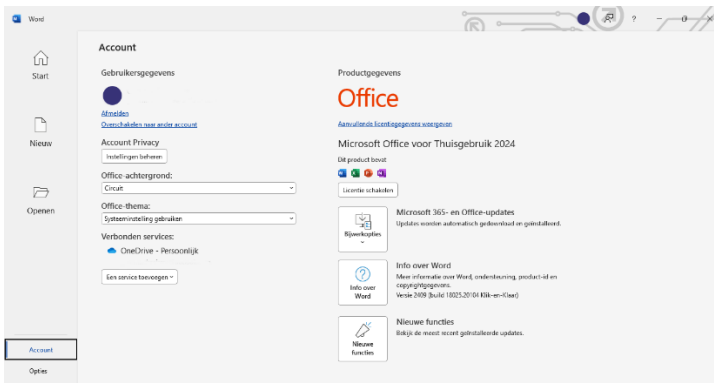 Word
?
Start
Nieuw
Openen
Account
Opties
Account
Gebruikersgegevens
Afmelden
Overschakelen naar ander account
Account Privacy
Instellingen beheren
Office-achtergrond:
Circuit
Office-thema:
Systeeminstelling gebruiken
Verbonden services:
OneDrive - Persoonlijk
Een service toevoegen
Productgegevens
Office
Aanvullende licentiegegevens weergeven
Microsoft Office voor Thuisgebruik 2024
Dit product bevat
Licentie schakelen
Bijwerkopties
Microsoft 365- en Office-updates
Updates worden automatisch gedownload en geïnstalleerd.
Info over
Word
Info over Word
Meer informatie over Word, ondersteuning, product-id en
copyrightgegevens.
Versie 2409 (build 18025.20104 Klik-en-Klaar)
Nieuwe
functies
Nieuwe functies
Bekijk de meest recent geïnstalleerde updates.